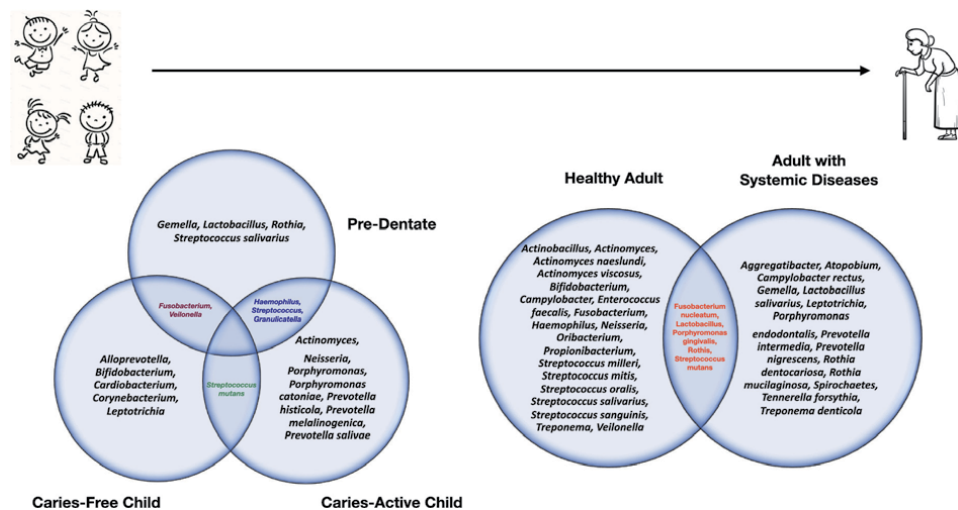 Pre-Dentate
Gemella, Lactobacillus, Rothia,
Streptococcus salivarius
Fusobacterium,
Veilonella
Haemophilus,
Streptococcus,
Granulicatella
Alloprevotella,
Bifidobacterium,
Cardiobacterium,
Corynebacterium,
Leptotrichia
Streptococcus
mutans
Actinomyces,
Neisseria,
Porphyromonas,
Porphyromonas
catoniae, Prevotella
histicola, Prevotella
melalinogenica,
Prevotella salivae
Caries-Free Child
Caries-Active Child
Healthy Adult
Adult with
Systemic Diseases
Actinobacillus, Actinomyces,
Actinomyces naeslundi,
Actinomyces viscosus,
Bifidobacterium,
Campylobacter, Enterococcus
faecalis, Fusobacterium,
Haemophilus, Neisseria,
Oribacterium,
Propionibacterium,
Streptococcus milleri,
Streptococcus mitis,
Streptococcus oralis,
Streptococcus salivarius,
Streptococcus sanguinis,
Treponema, Veilonella
Fusobacterium
nucleatum,
Lactobacillus,
Porphyromonas
gingivalis,
Rothis,
Streptococcus
mutans
Aggregatibacter, Atopobium,
Campylobacter rectus,
Gemella, Lactobacillus
salivarius, Leptotrichia,
Porphyromonas
endodontalis, Prevotella
intermedia, Prevotella
nigrescens, Rothia
dentocariosa, Rothia
mucilaginosa, Spirochaetes,
Tennerella forsythia,
Treponema denticola